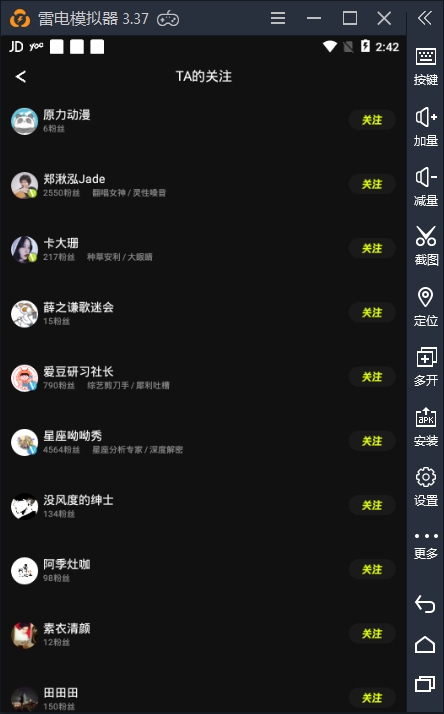 雷电模拟器 3.37
JD yoo 2:42
TA的关注
原力动漫
6粉丝
关注
郑湫泓Jade
2550粉丝 翻唱女神 / 灵性嗓音
关注
卡大珊
217粉丝 种草安利 / 大眼睛
关注
薛之谦歌迷会
15粉丝
关注
爱豆研习社长
790粉丝 综艺剪刀手 / 犀利吐槽
关注
星座呦呦秀
4564粉丝 星座分析专家 / 深度解密
关注
没风度的绅士
134粉丝
关注
阿季灶咖
98粉丝
关注
素衣清颜
12粉丝
关注
田田田
150粉丝
关注
按键
加量
减量
截图
定位
多开
APK
安装
设置
更多